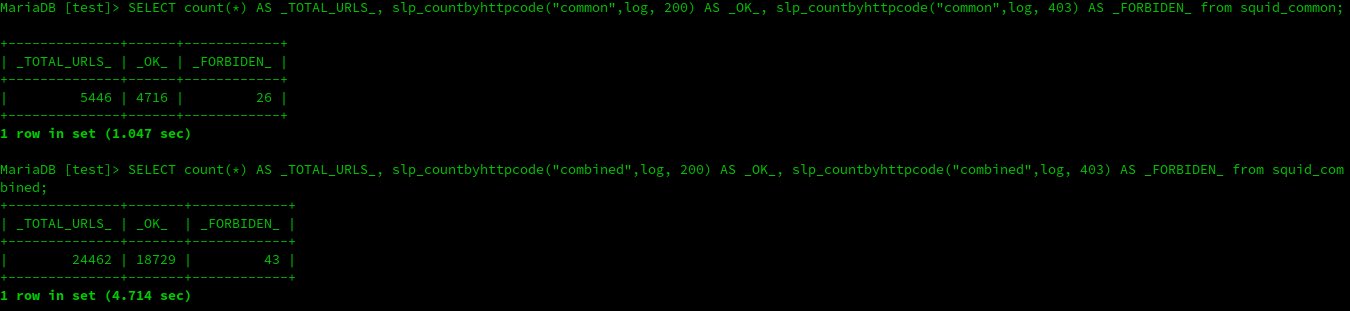 MariaDB [test]> SELECT count(*) AS _TOTAL_URLS_, slp_countbyhttpcode("common",log, 200) AS _OK_, slp_countbyhttpcode("common",log, 403) AS _FORBIDEN_ from squid_common;
+--------------+------+------------+
| _TOTAL_URLS_ | _OK_ | _FORBIDEN_ |
+--------------+------+------------+
|         5446 | 4716 |         26 |
+--------------+------+------------+
1 row in set (1.047 sec)
MariaDB [test]> SELECT count(*) AS _TOTAL_URLS_, slp_countbyhttpcode("combined",log, 200) AS _OK_, slp_countbyhttpcode("combined",log, 403) AS _FORBIDEN_ from squid_com
bined;
+--------------+-------+------------+
| _TOTAL_URLS_ | _OK_  | _FORBIDEN_ |
+--------------+-------+------------+
|        24462 | 18729 |         43 |
+--------------+-------+------------+
1 row in set (4.714 sec)